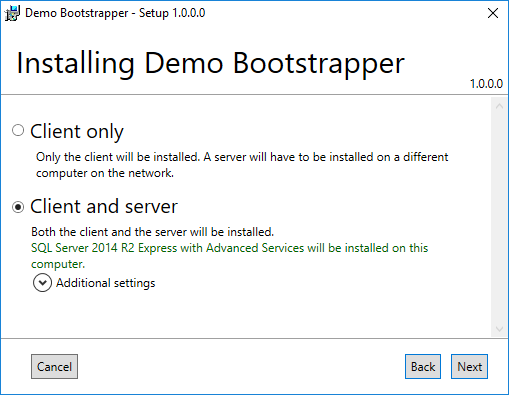 Demo Bootstrapper - Setup 1.0.0.0
Installing Demo Bootstrapper
1.0.0.0
Client only
Only the client will be installed. A server will have to be installed on a different
computer on the network.
Client and server
Both the client and the server will be installed.
SQL Server 2014 R2 Express with Advanced Services will be installed on this
computer.
Additional settings
Cancel
Back
Next